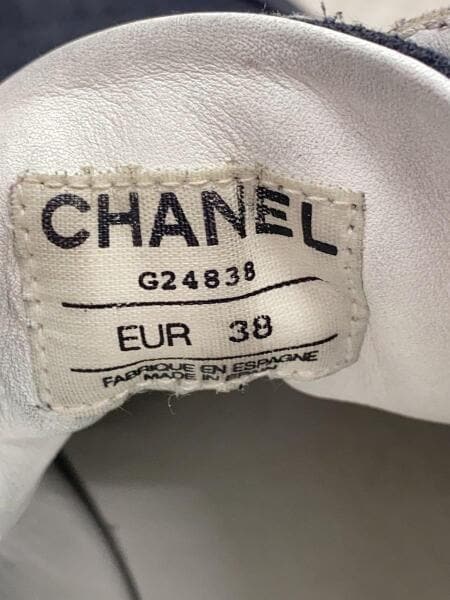 CHANEL
G24838
EUR 38
FABRIQUE EN ESPAGNE
MADE IN SPAIN